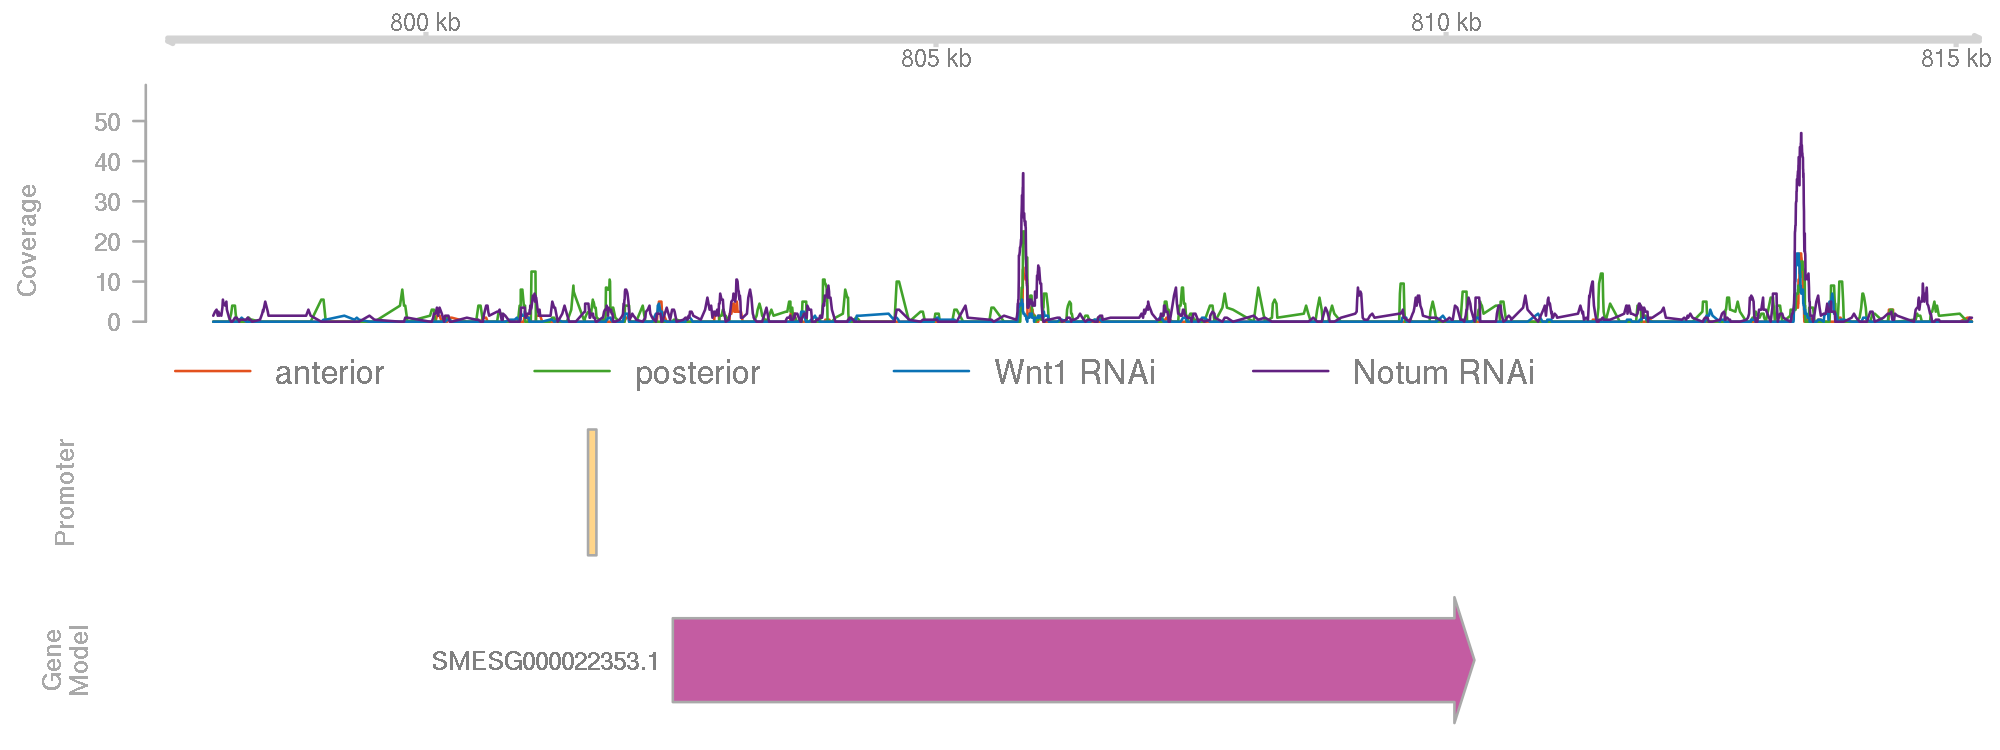 800 kb
810 kb
805 kb
815 kb
Coverage
50
40
30
20
10
0
anterior
posterior
Wnt1 RNAi
Notum RNAi
Promoter
Gene
Model
SMESG000022353.1